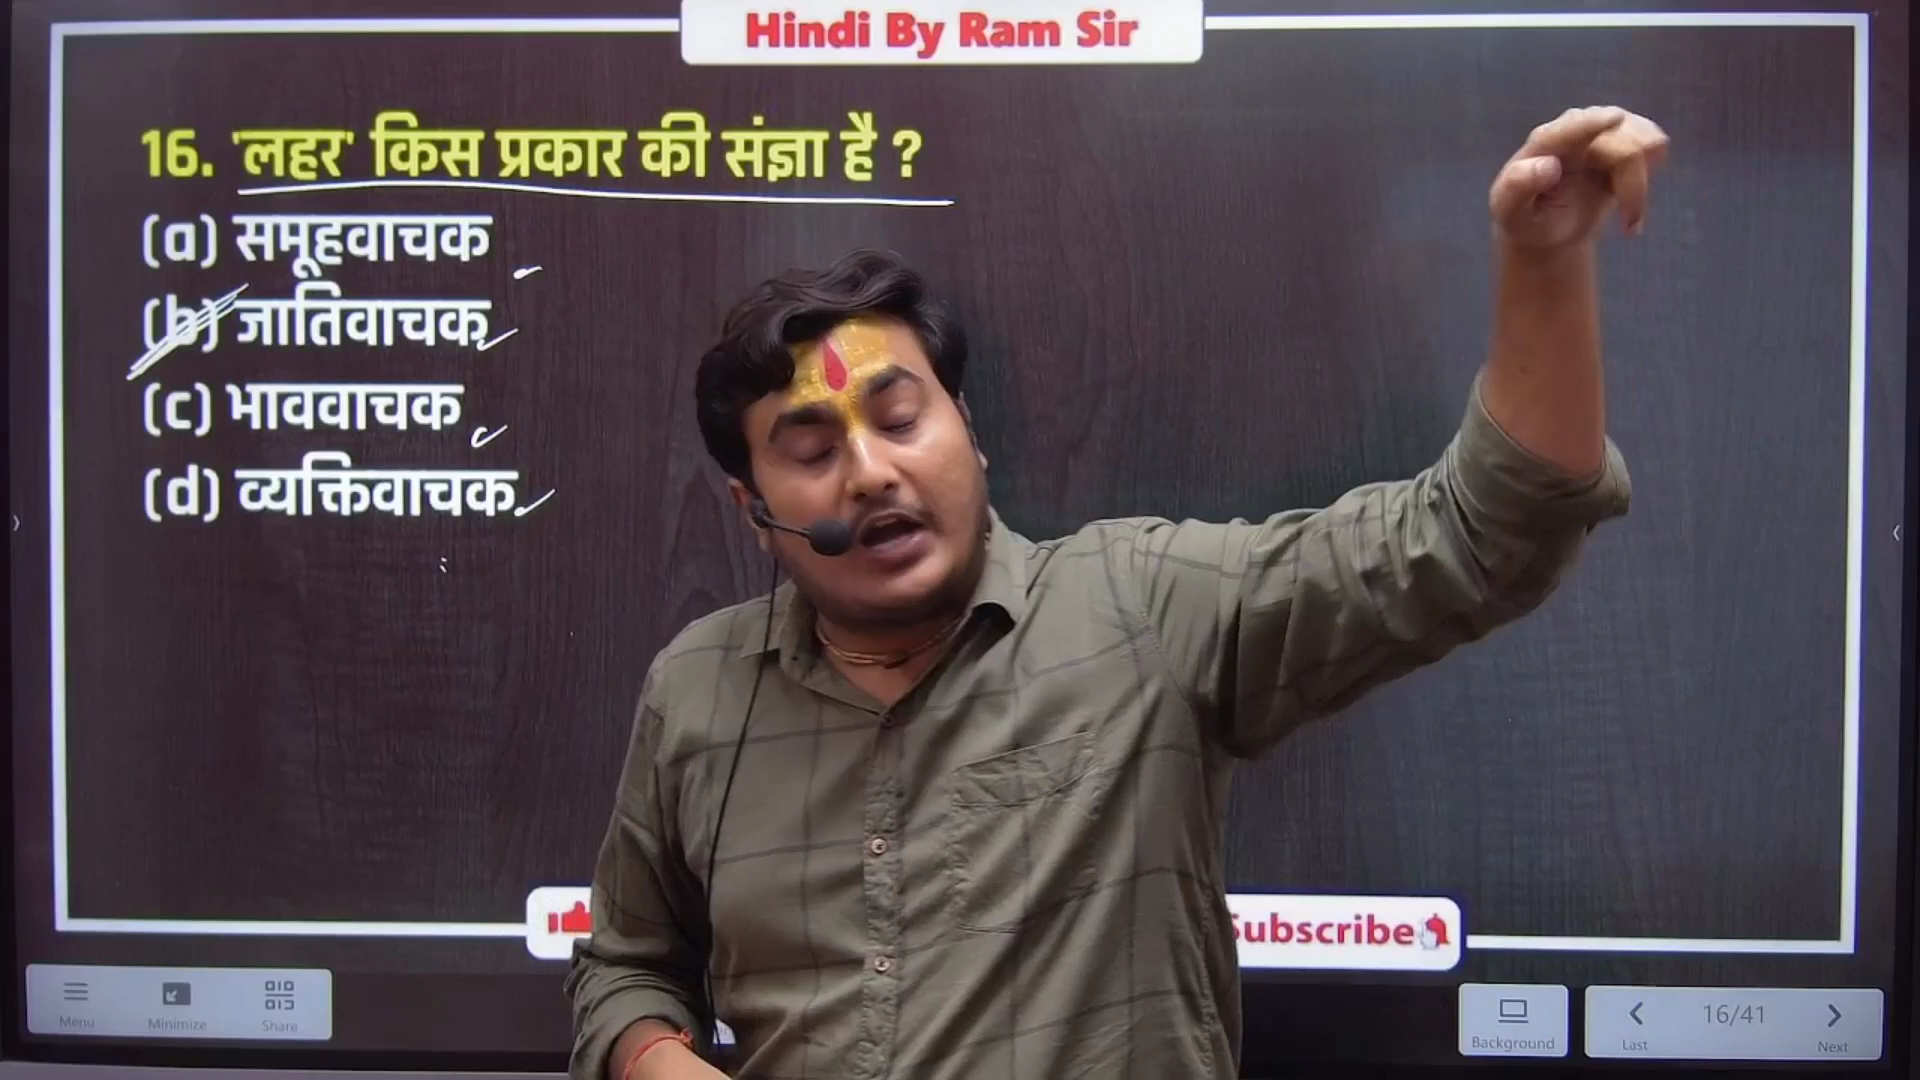 Hindi By Ram Sir
16. 'लहर' किस प्रकार की संज्ञा है ?
(a) समूहवाचक
(b) जातिवाचक
(c) भाववाचक
(d) व्यक्तिवाचक
Subscribe
Menu Minimize Share
Background
16/41
Last Next